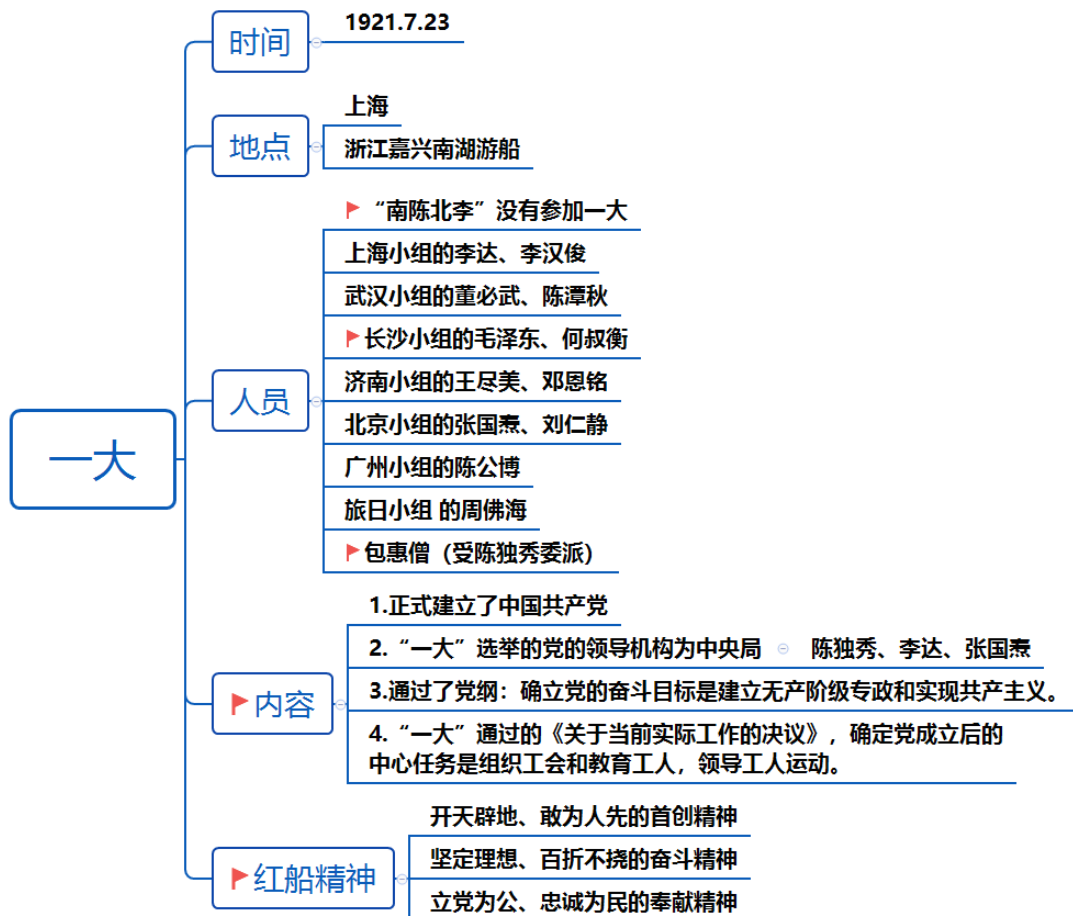 一大
时间
1921.7.23
地点
上海
浙江嘉兴南湖游船
人员
“南陈北李”没有参加一大
上海小组的李达、李汉俊
武汉小组的董必武、陈潭秋
长沙小组的毛泽东、何叔衡
济南小组的王尽美、邓恩铭
北京小组的张国焘、刘仁静
广州小组的陈公博
旅日小组 的周佛海
包惠僧（受陈独秀委派）
内容
1.正式建立了中国共产党
2.“一大”选举的党的领导机构为中央局 陈独秀、李达、张国焘
3.通过了党纲：确立党的奋斗目标是建立无产阶级专政和实现共产主义。
4.“一大”通过的《关于当前实际工作的决议》，确定党成立后的
中心任务是组织工会和教育工人，领导工人运动。
红船精神
开天辟地、敢为人先的首创精神
坚定理想、百折不挠的奋斗精神
立党为公、忠诚为民的奉献精神